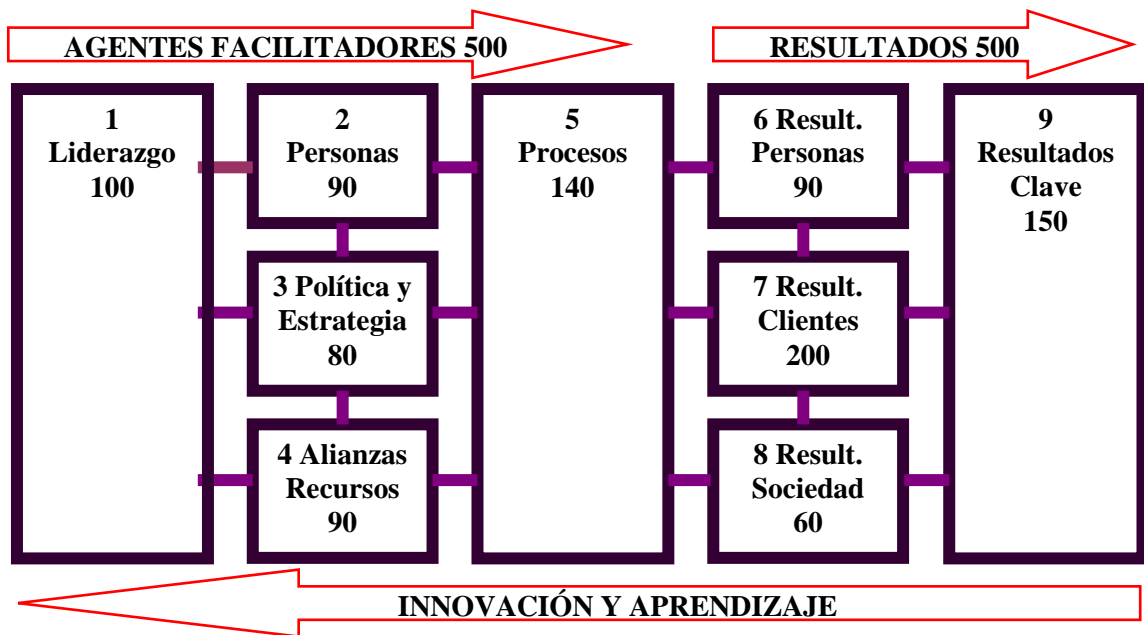 AGENTES FACILITADORES 500
RESULTADOS 500
1
Liderazgo
100
2
Personas
90
3 Política y
Estrategia
80
4 Alianzas
Recursos
90
5
Procesos
140
6 Result.
Personas
90
7 Result.
Clientes
200
8 Result.
Sociedad
60
9
Resultados
Clave
150
INNOVACIÓN Y APRENDIZAJE